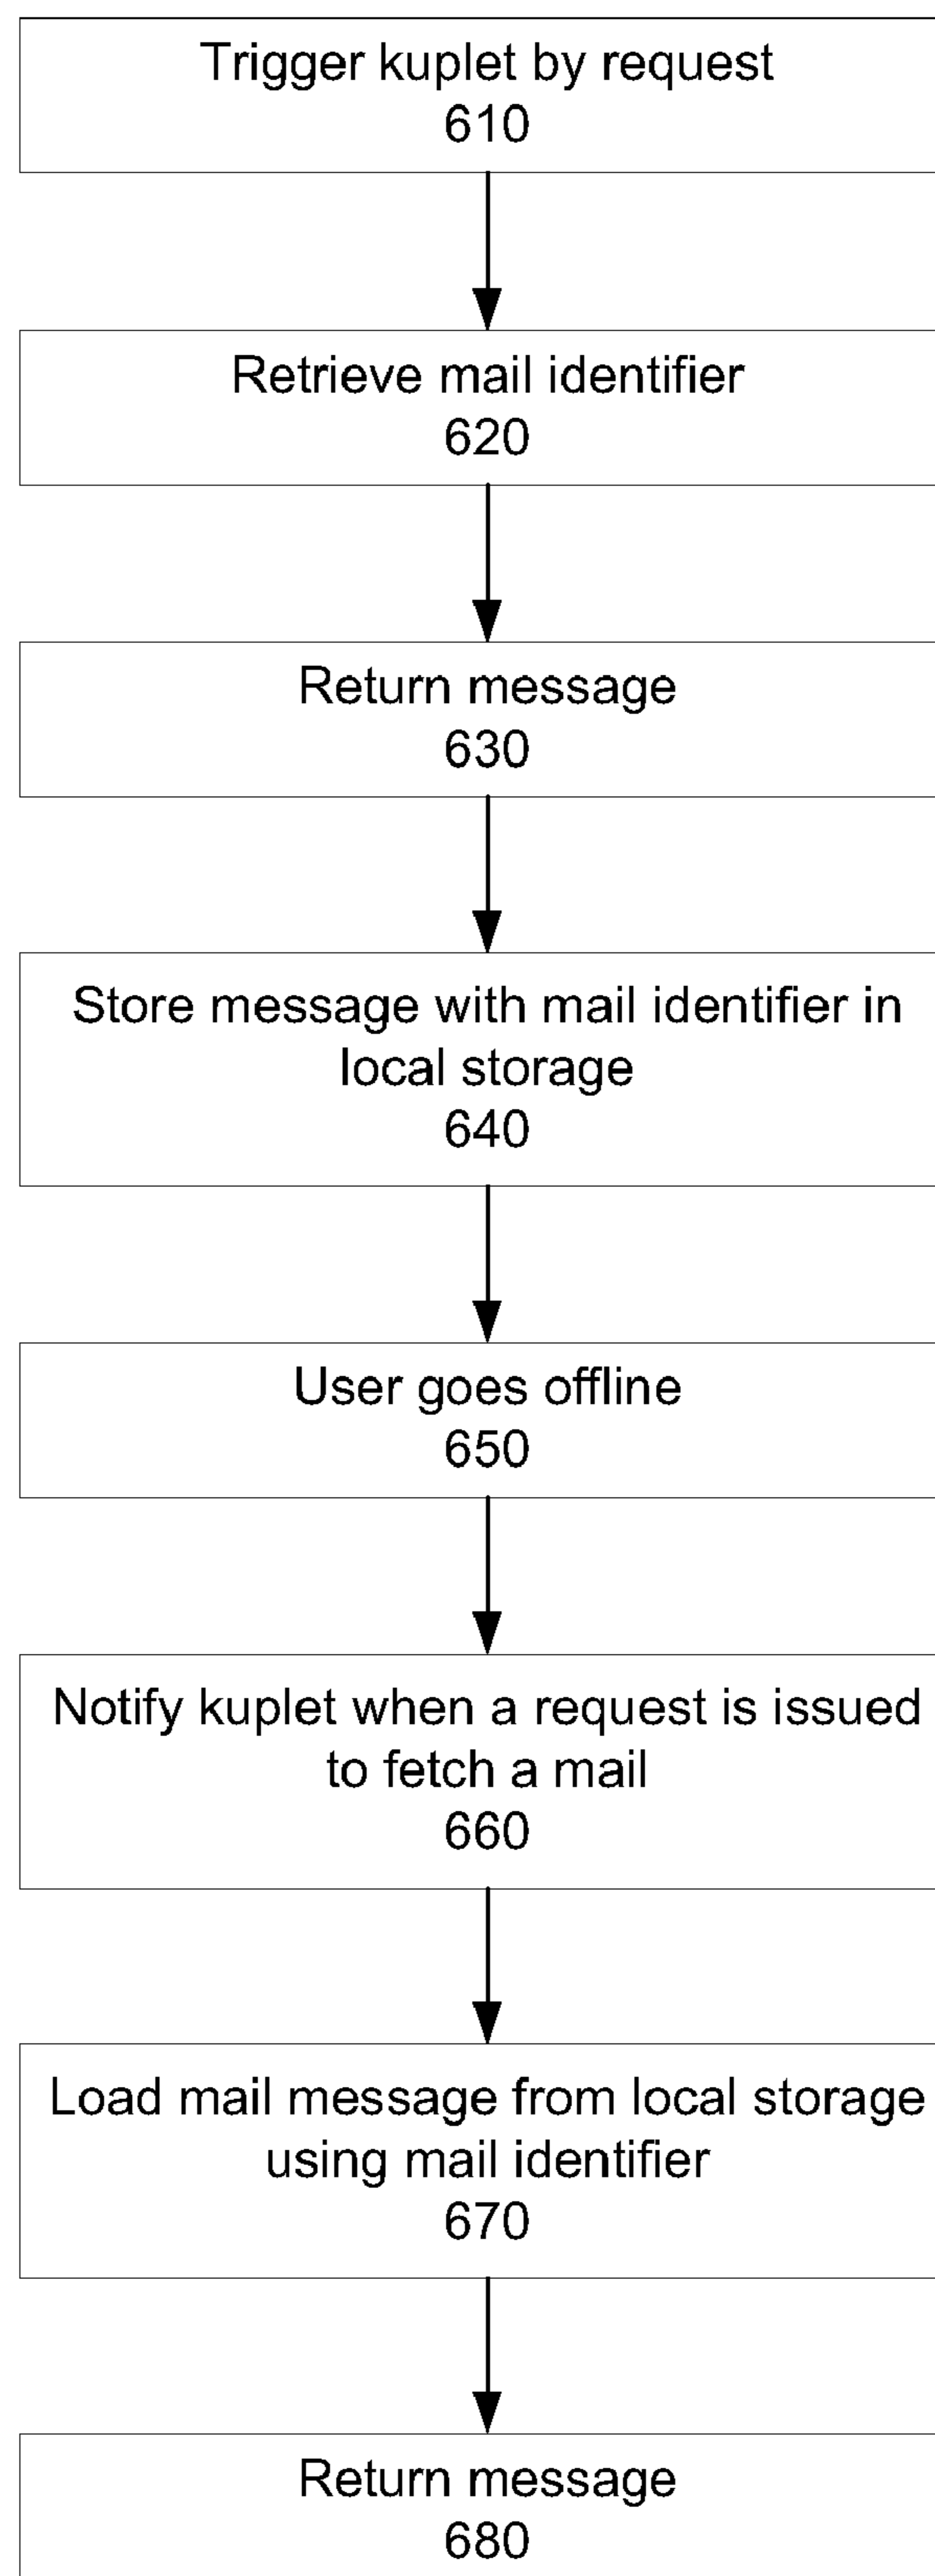 Trigger kuplet by request
610
Retrieve mail identifier
620
Return message
630
Store message with mail identifier in
local storage
640
User goes offline
650
Notify kuplet when a request is issued
to fetch a mail
660
Load mail message from local storage
using mail identifier
670
Return message
680